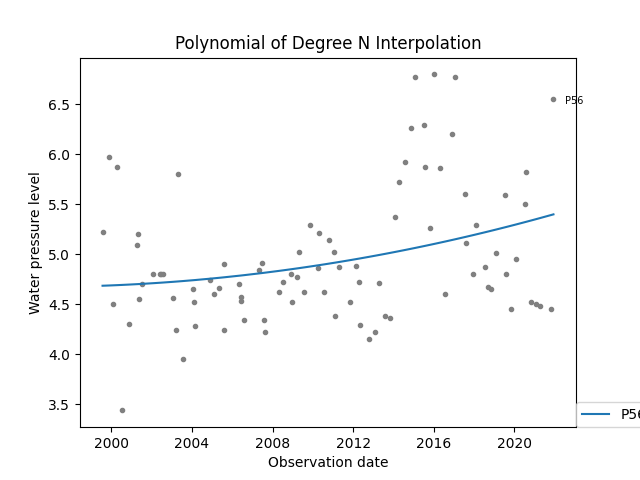 Polynomial of Degree N Interpolation
Water pressure level
6.5
6.0
5.5
5.0
4.5
4.0
3.5
P56
2000 2004 2008 2012 2016 2020
Observation date